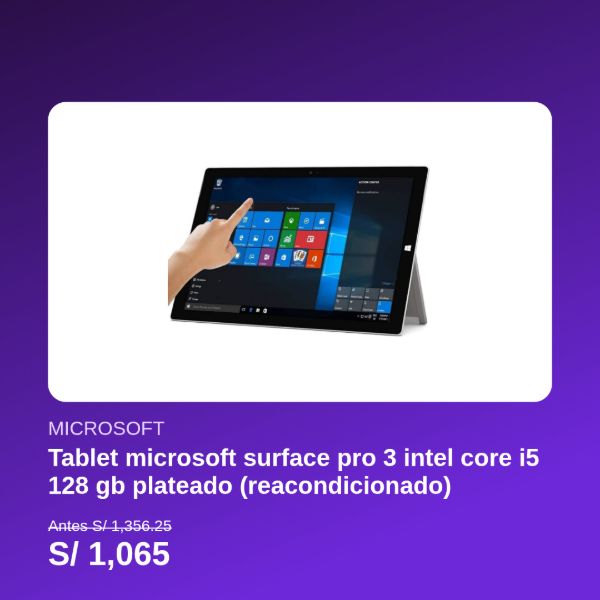 MICROSOFT
Tablet microsoft surface pro 3 intel core i5
128 gb plateado (reacondicionado)
Antes S/ 1,356.25
S/ 1,065